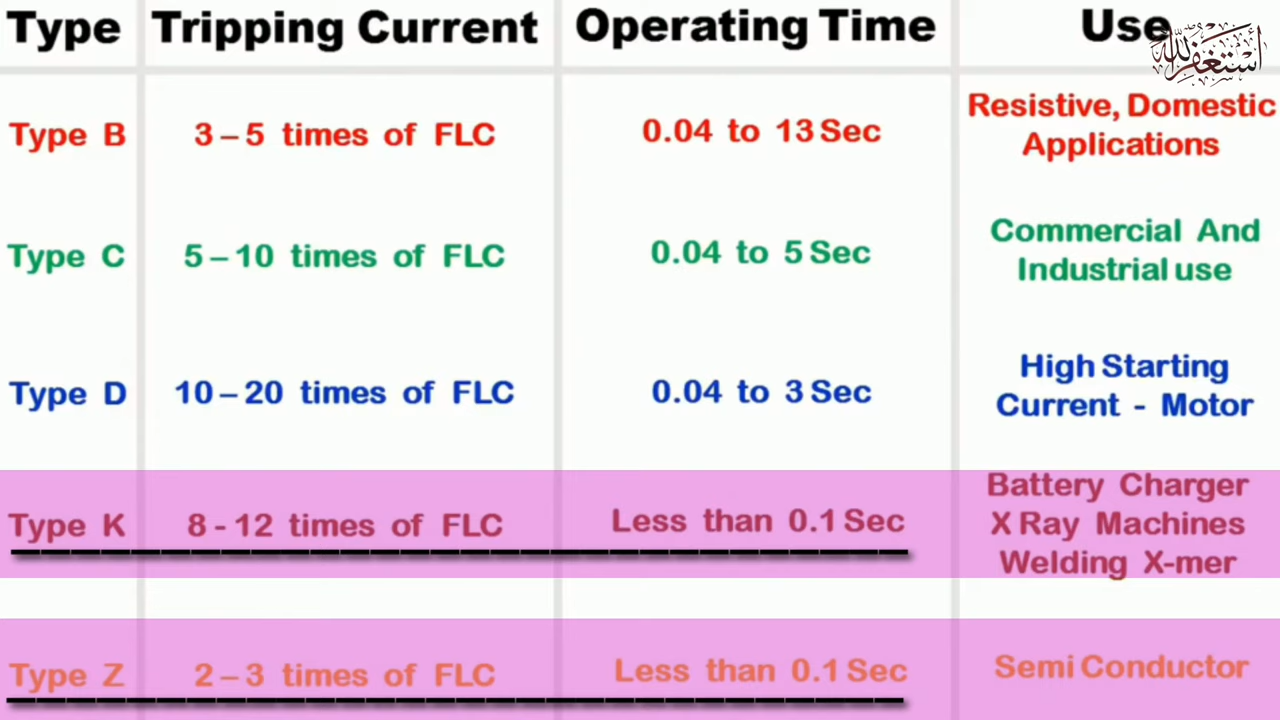 Type Tripping Current Operating Time Use
أستغفر الله
Type B 3 – 5 times of FLC 0.04 to 13 Sec Resistive, Domestic
Applications
Type C 5 – 10 times of FLC 0.04 to 5 Sec Commercial And
Industrial use
Type D 10 – 20 times of FLC 0.04 to 3 Sec High Starting
Current - Motor
Type K 8 - 12 times of FLC Less than 0.1 Sec Battery Charger
X Ray Machines
Welding X-mer
Type Z 2 – 3 times of FLC Less than 0.1 Sec Semi Conductor